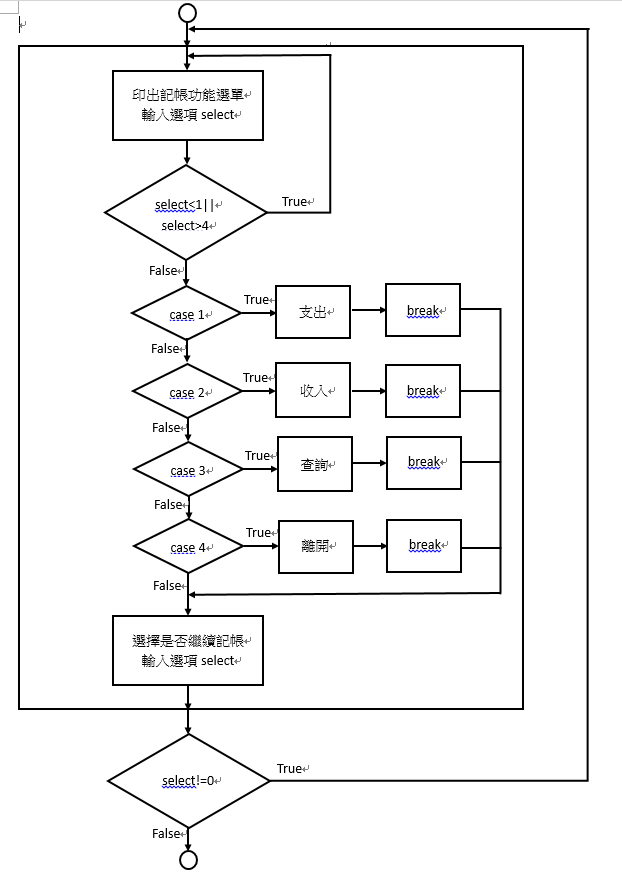 印出記帳功能選單
輸入選項 select
select<1||
select>4
True
False
case 1
True
支出
break
False
case 2
True
收入
break
False
case 3
True
查詢
break
False
case 4
True
離開
break
False
選擇是否繼續記帳
輸入選項 select
select!=0
True
False